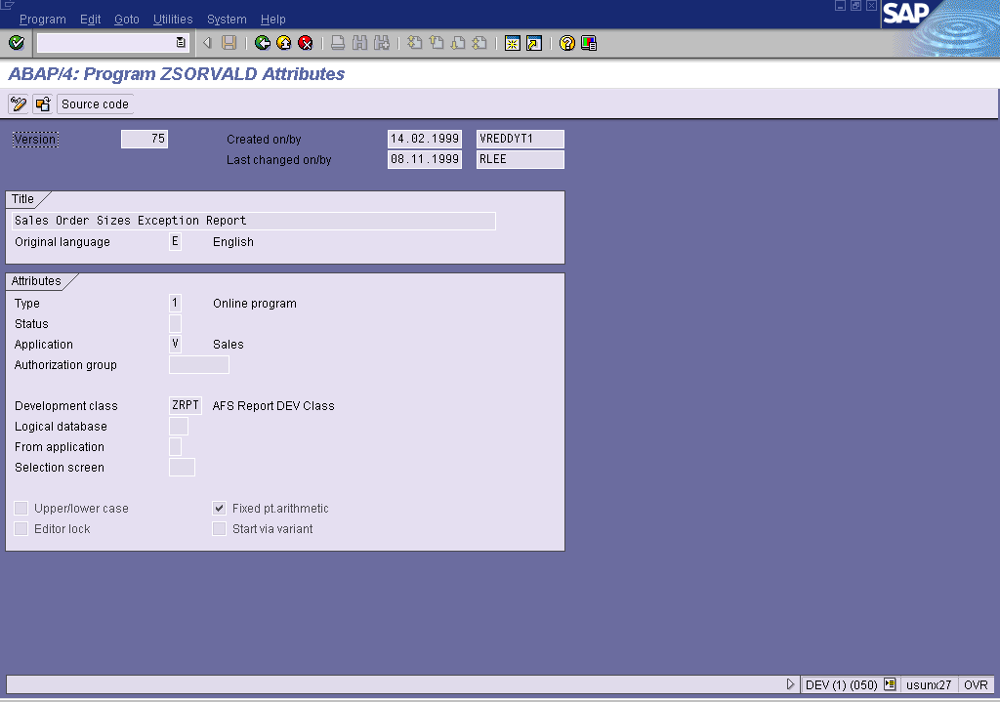 Program Edit Goto Utilities System Help
SAP
ABAP/4: Program ZSORVALD Attributes
Source code
Version 75 Created on/by 14.02.1999 VREDDYT1
Last changed on/by 08.11.1999 RLEE
Title
Sales Order Sizes Exception Report
Original language E English
Attributes
Type 1 Online program
Status
Application V Sales
Authorization group
Development class ZRPT AFS Report DEV Class
Logical database
From application
Selection screen
Upper/lower case Fixed pt.arithmetic
Editor lock Start via variant
DEV (1) (050) usunx27 OVR